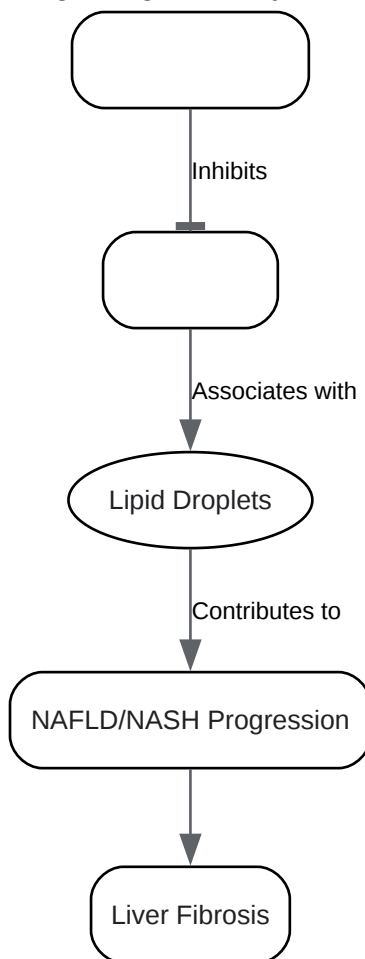 Inhibits
Associates with
Lipid Droplets
Contributes to
NAFLD/NASH Progression
Liver Fibrosis